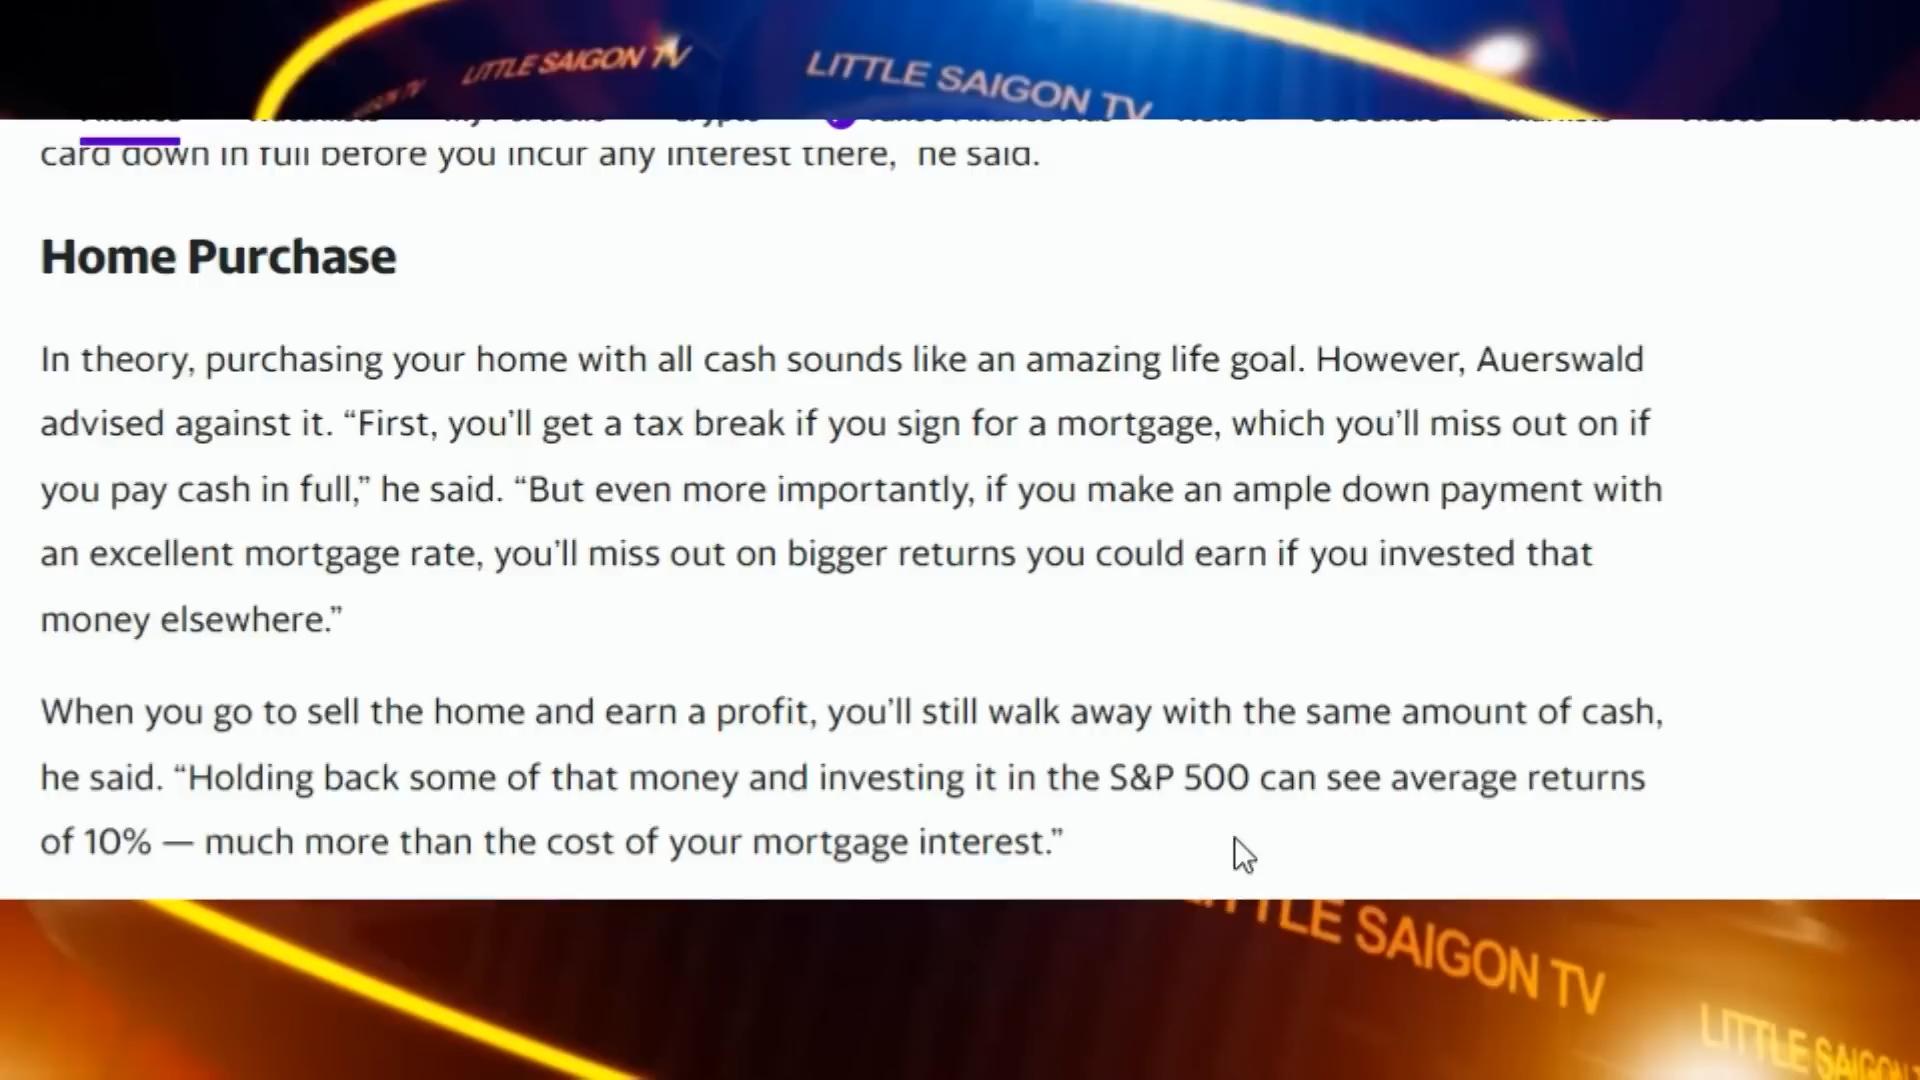 LITTLE SAIGON TV
LITTLE SAIGON TV
card down in full before you incur any interest there,  he said.
Home Purchase
In theory, purchasing your home with all cash sounds like an amazing life goal. However, Auerswald
advised against it. “First, you’ll get a tax break if you sign for a mortgage, which you’ll miss out on if
you pay cash in full,” he said. “But even more importantly, if you make an ample down payment with
an excellent mortgage rate, you’ll miss out on bigger returns you could earn if you invested that
money elsewhere.”
When you go to sell the home and earn a profit, you’ll still walk away with the same amount of cash,
he said. “Holding back some of that money and investing it in the S&P 500 can see average returns
of 10% — much more than the cost of your mortgage interest.”
LITTLE SAIGON TV
LITTLE SAIGON